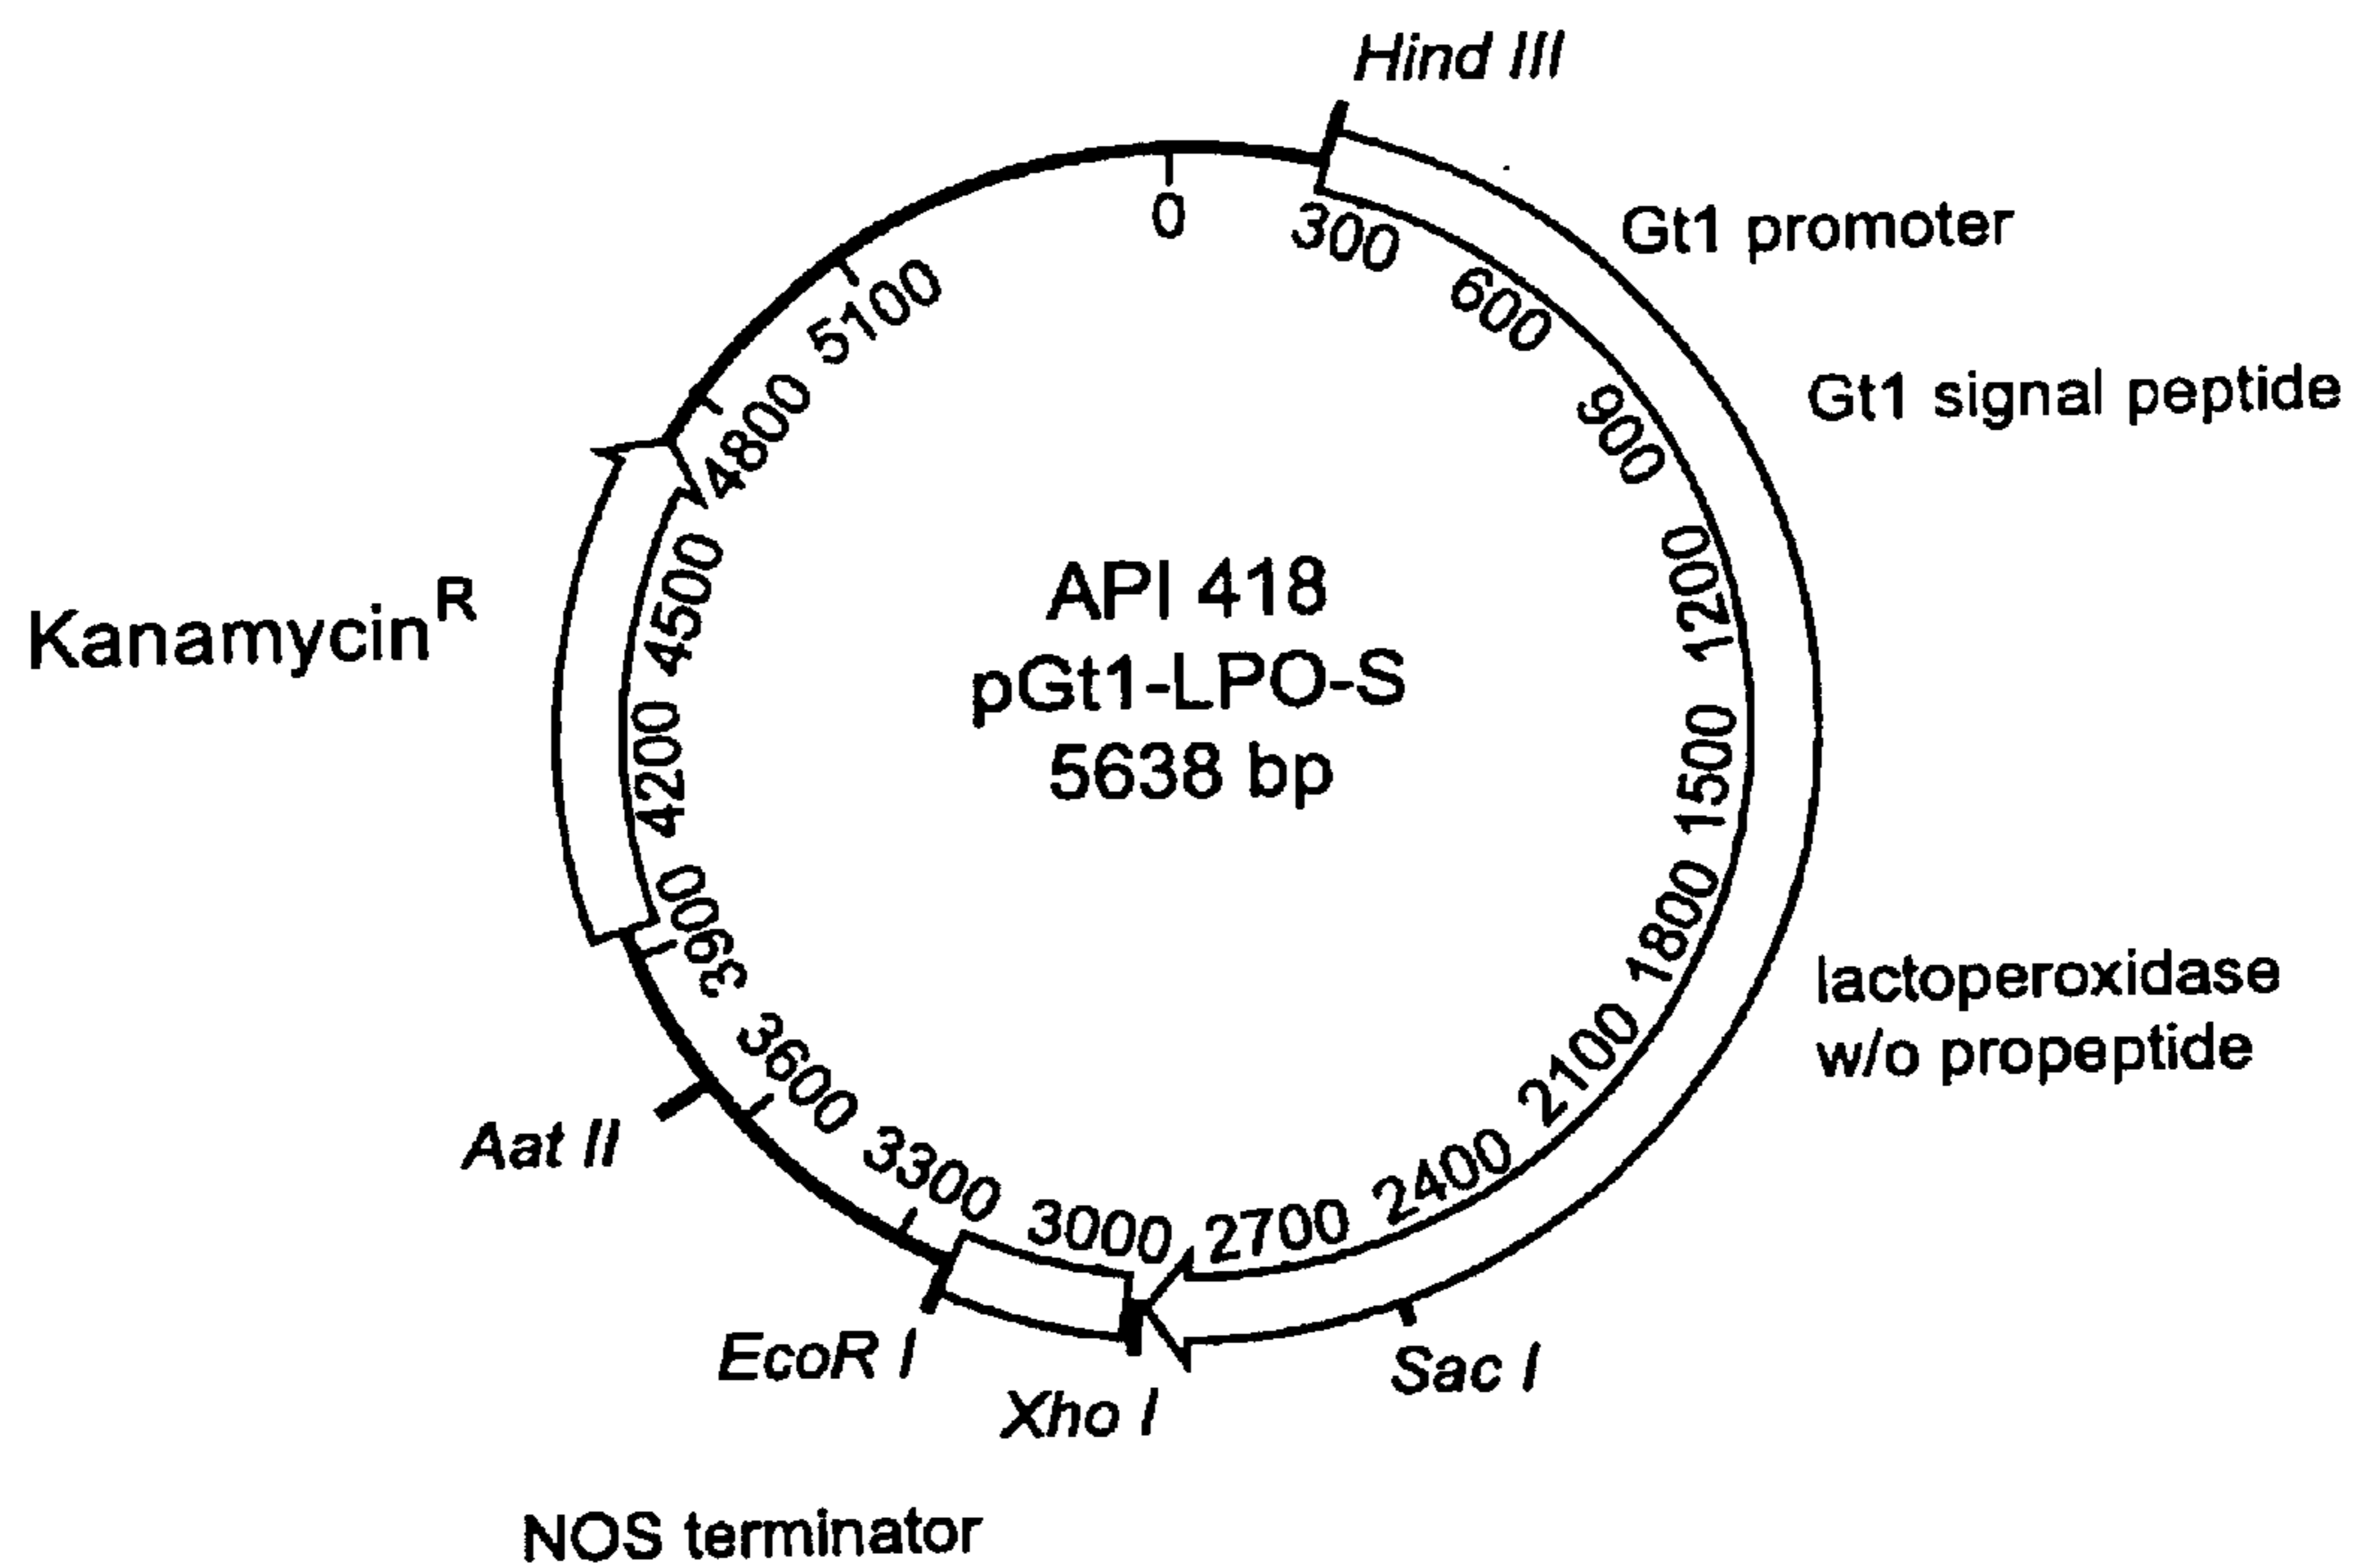 Hind III
Gt1 promoter
Gt1 signal peptide
lactoperoxidase
w/o propeptide
Sac I
Xho I
EcoR I
NOS terminator
Aat II
Kanamycin^R
0
300
600
900
1200
1500
1800
2100
2400
2700
3000
3300
3600
3900
4200
4500
4800
5100
API 418
pGt1-LPO-S
5638 bp